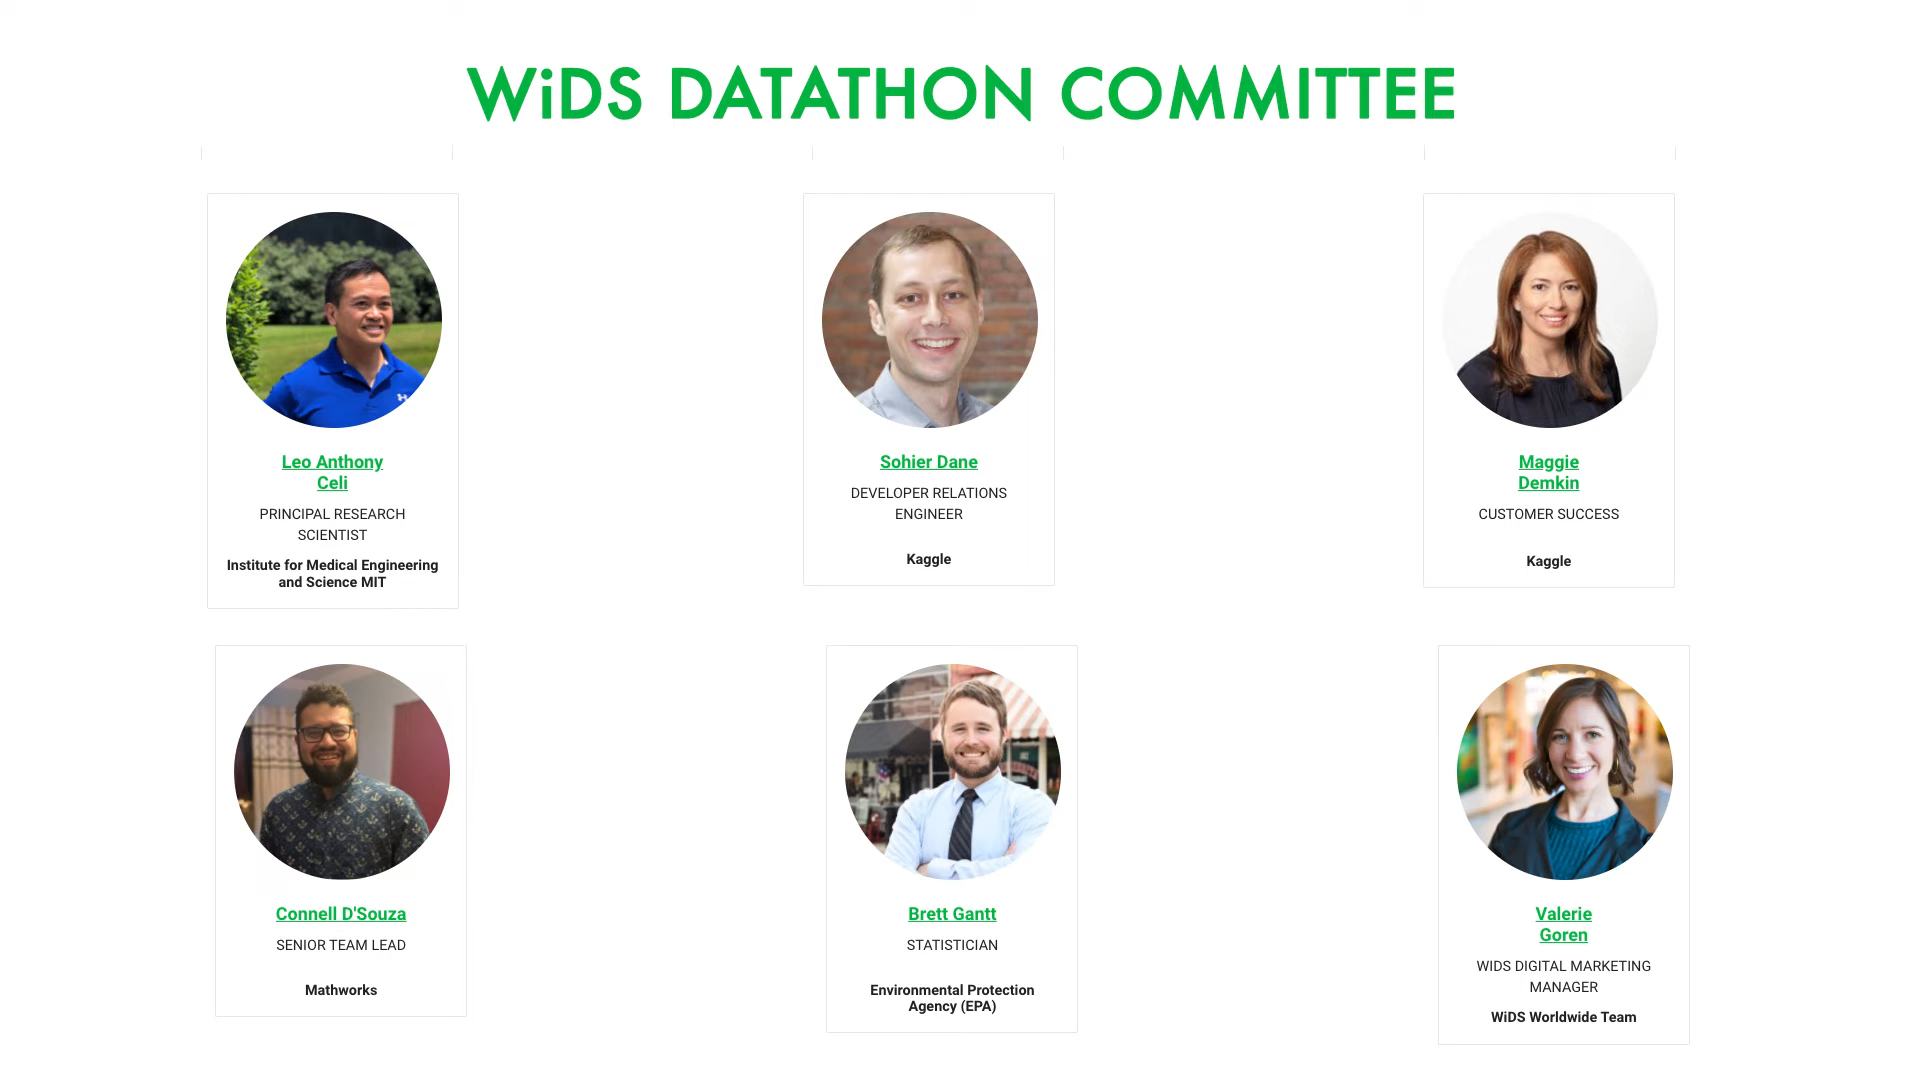 WiDS DATATHON COMMITTEE
Leo Anthony
Celi
PRINCIPAL RESEARCH
SCIENTIST
Institute for Medical Engineering
and Science MIT
Sohier Dane
DEVELOPER RELATIONS
ENGINEER
Kaggle
Maggie
Demkin
CUSTOMER SUCCESS
Kaggle
Connell D'Souza
SENIOR TEAM LEAD
Mathworks
Brett Gantt
STATISTICIAN
Environmental Protection
Agency (EPA)
Valerie
Goren
WIDS DIGITAL MARKETING
MANAGER
WiDS Worldwide Team